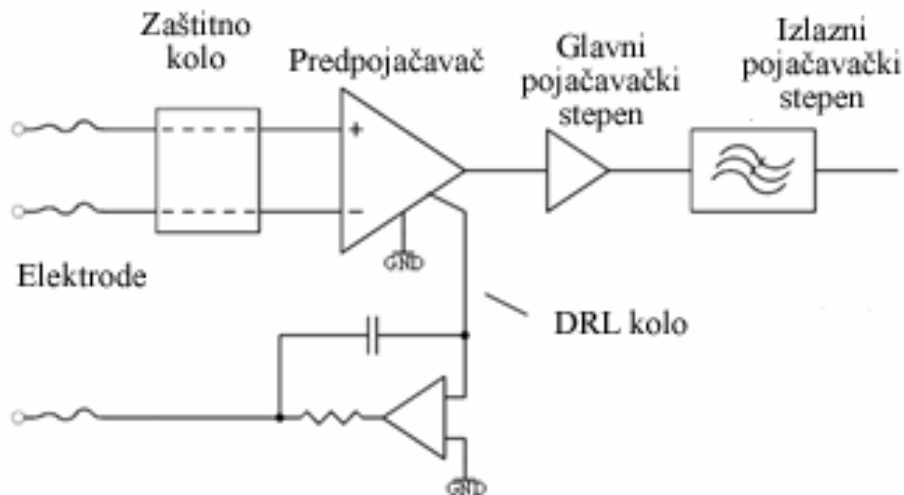 Zaštitno
kolo
Predpojačavač
Glavni
pojačavački
stepen
Izlazni
pojačavački
stepen
+
−
GND
Elektrode
DRL kolo
GND